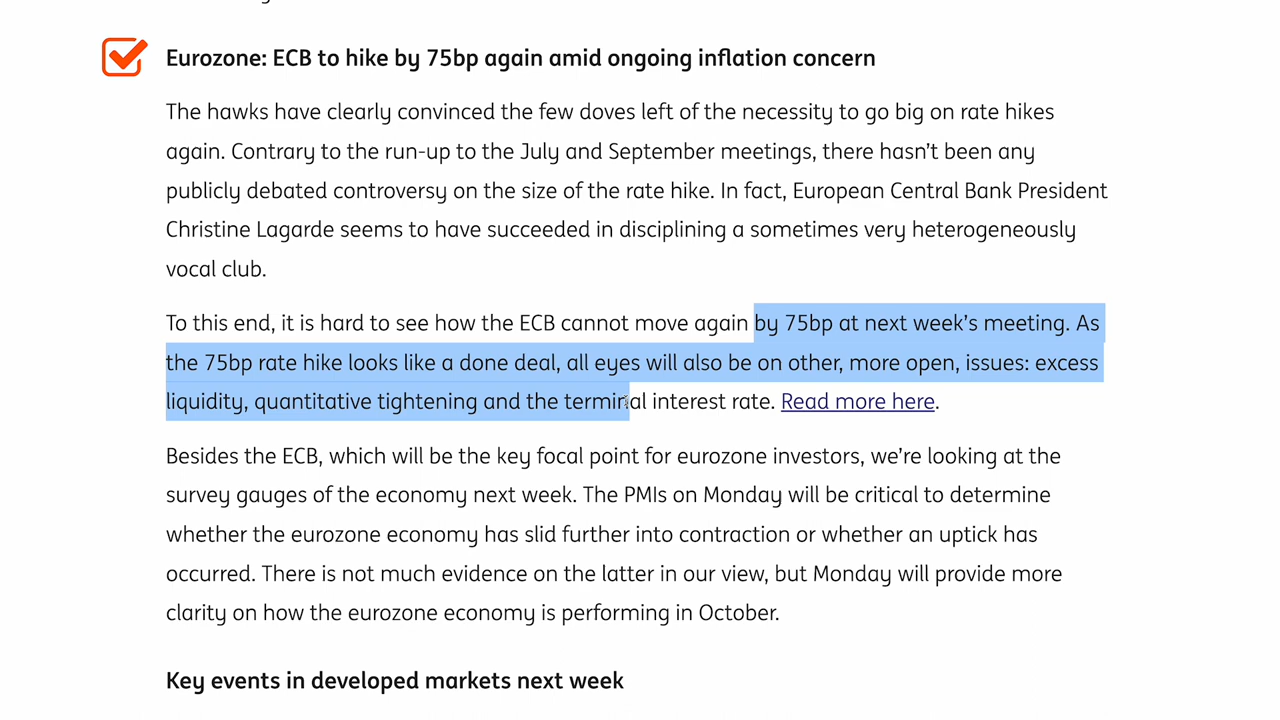 Eurozone: ECB to hike by 75bp again amid ongoing inflation concern
The hawks have clearly convinced the few doves left of the necessity to go big on rate hikes
again. Contrary to the run-up to the July and September meetings, there hasn't been any
publicly debated controversy on the size of the rate hike. In fact, European Central Bank President
Christine Lagarde seems to have succeeded in disciplining a sometimes very heterogeneously
vocal club.
To this end, it is hard to see how the ECB cannot move again by 75bp at next week's meeting. As
the 75bp rate hike looks like a done deal, all eyes will also be on other, more open, issues: excess
liquidity, quantitative tightening and the terminal interest rate. Read more here.
Besides the ECB, which will be the key focal point for eurozone investors, we're looking at the
survey gauges of the economy next week. The PMIs on Monday will be critical to determine
whether the eurozone economy has slid further into contraction or whether an uptick has
occurred. There is not much evidence on the latter in our view, but Monday will provide more
clarity on how the eurozone economy is performing in October.
Key events in developed markets next week